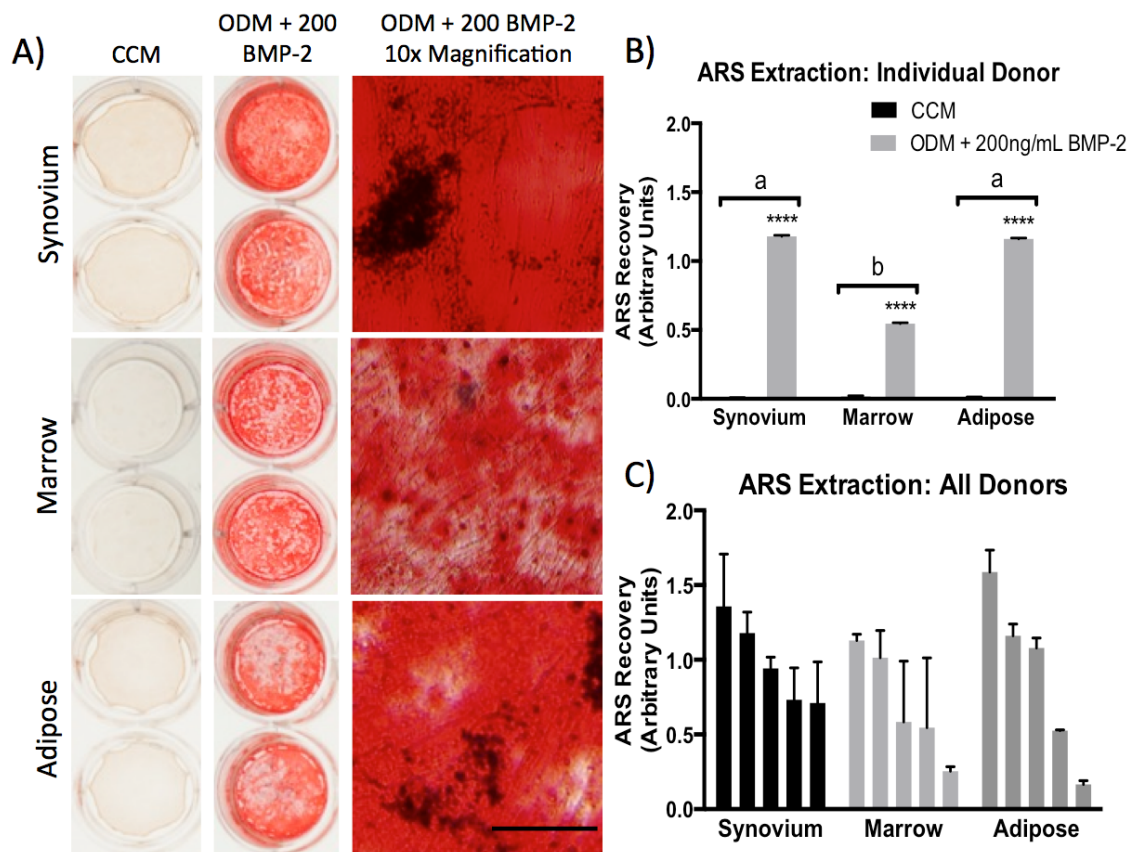 A)
CCM
ODM + 200
BMP-2
ODM + 200 BMP-2
10x Magnification
Synovium
Marrow
Adipose
B)
ARS Extraction: Individual Donor
CCM
ODM + 200ng/mL BMP-2
ARS Recovery
(Arbitrary Units)
2.0
1.5
1.0
0.5
0.0
a
****
b
****
a
****
Synovium Marrow Adipose
C)
ARS Extraction: All Donors
ARS Recovery
(Arbitrary Units)
2.0
1.5
1.0
0.5
0.0
Synovium Marrow Adipose